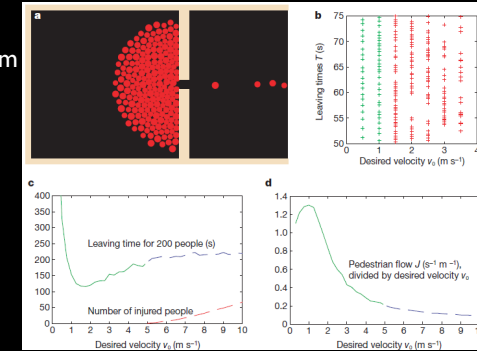 m
a
b
75
70
65
60
55
50
Leaving times T (s)
0 1 2 3 4
Desired velocity v₀ (m s⁻¹)
c
400
350
300
250
200
150
100
50
0
Leaving time for 200 people (s)
Number of injured people
0 1 2 3 4 5 6 7 8 9 10
Desired velocity v₀ (m s⁻¹)
d
1.4
1.2
1.0
0.8
0.6
0.4
0.2
0
Pedestrian flow J (s⁻¹ m⁻¹),
divided by desired velocity v₀
0 1 2 3 4 5 6 7 8 9 10
Desired velocity v₀ (m s⁻¹)